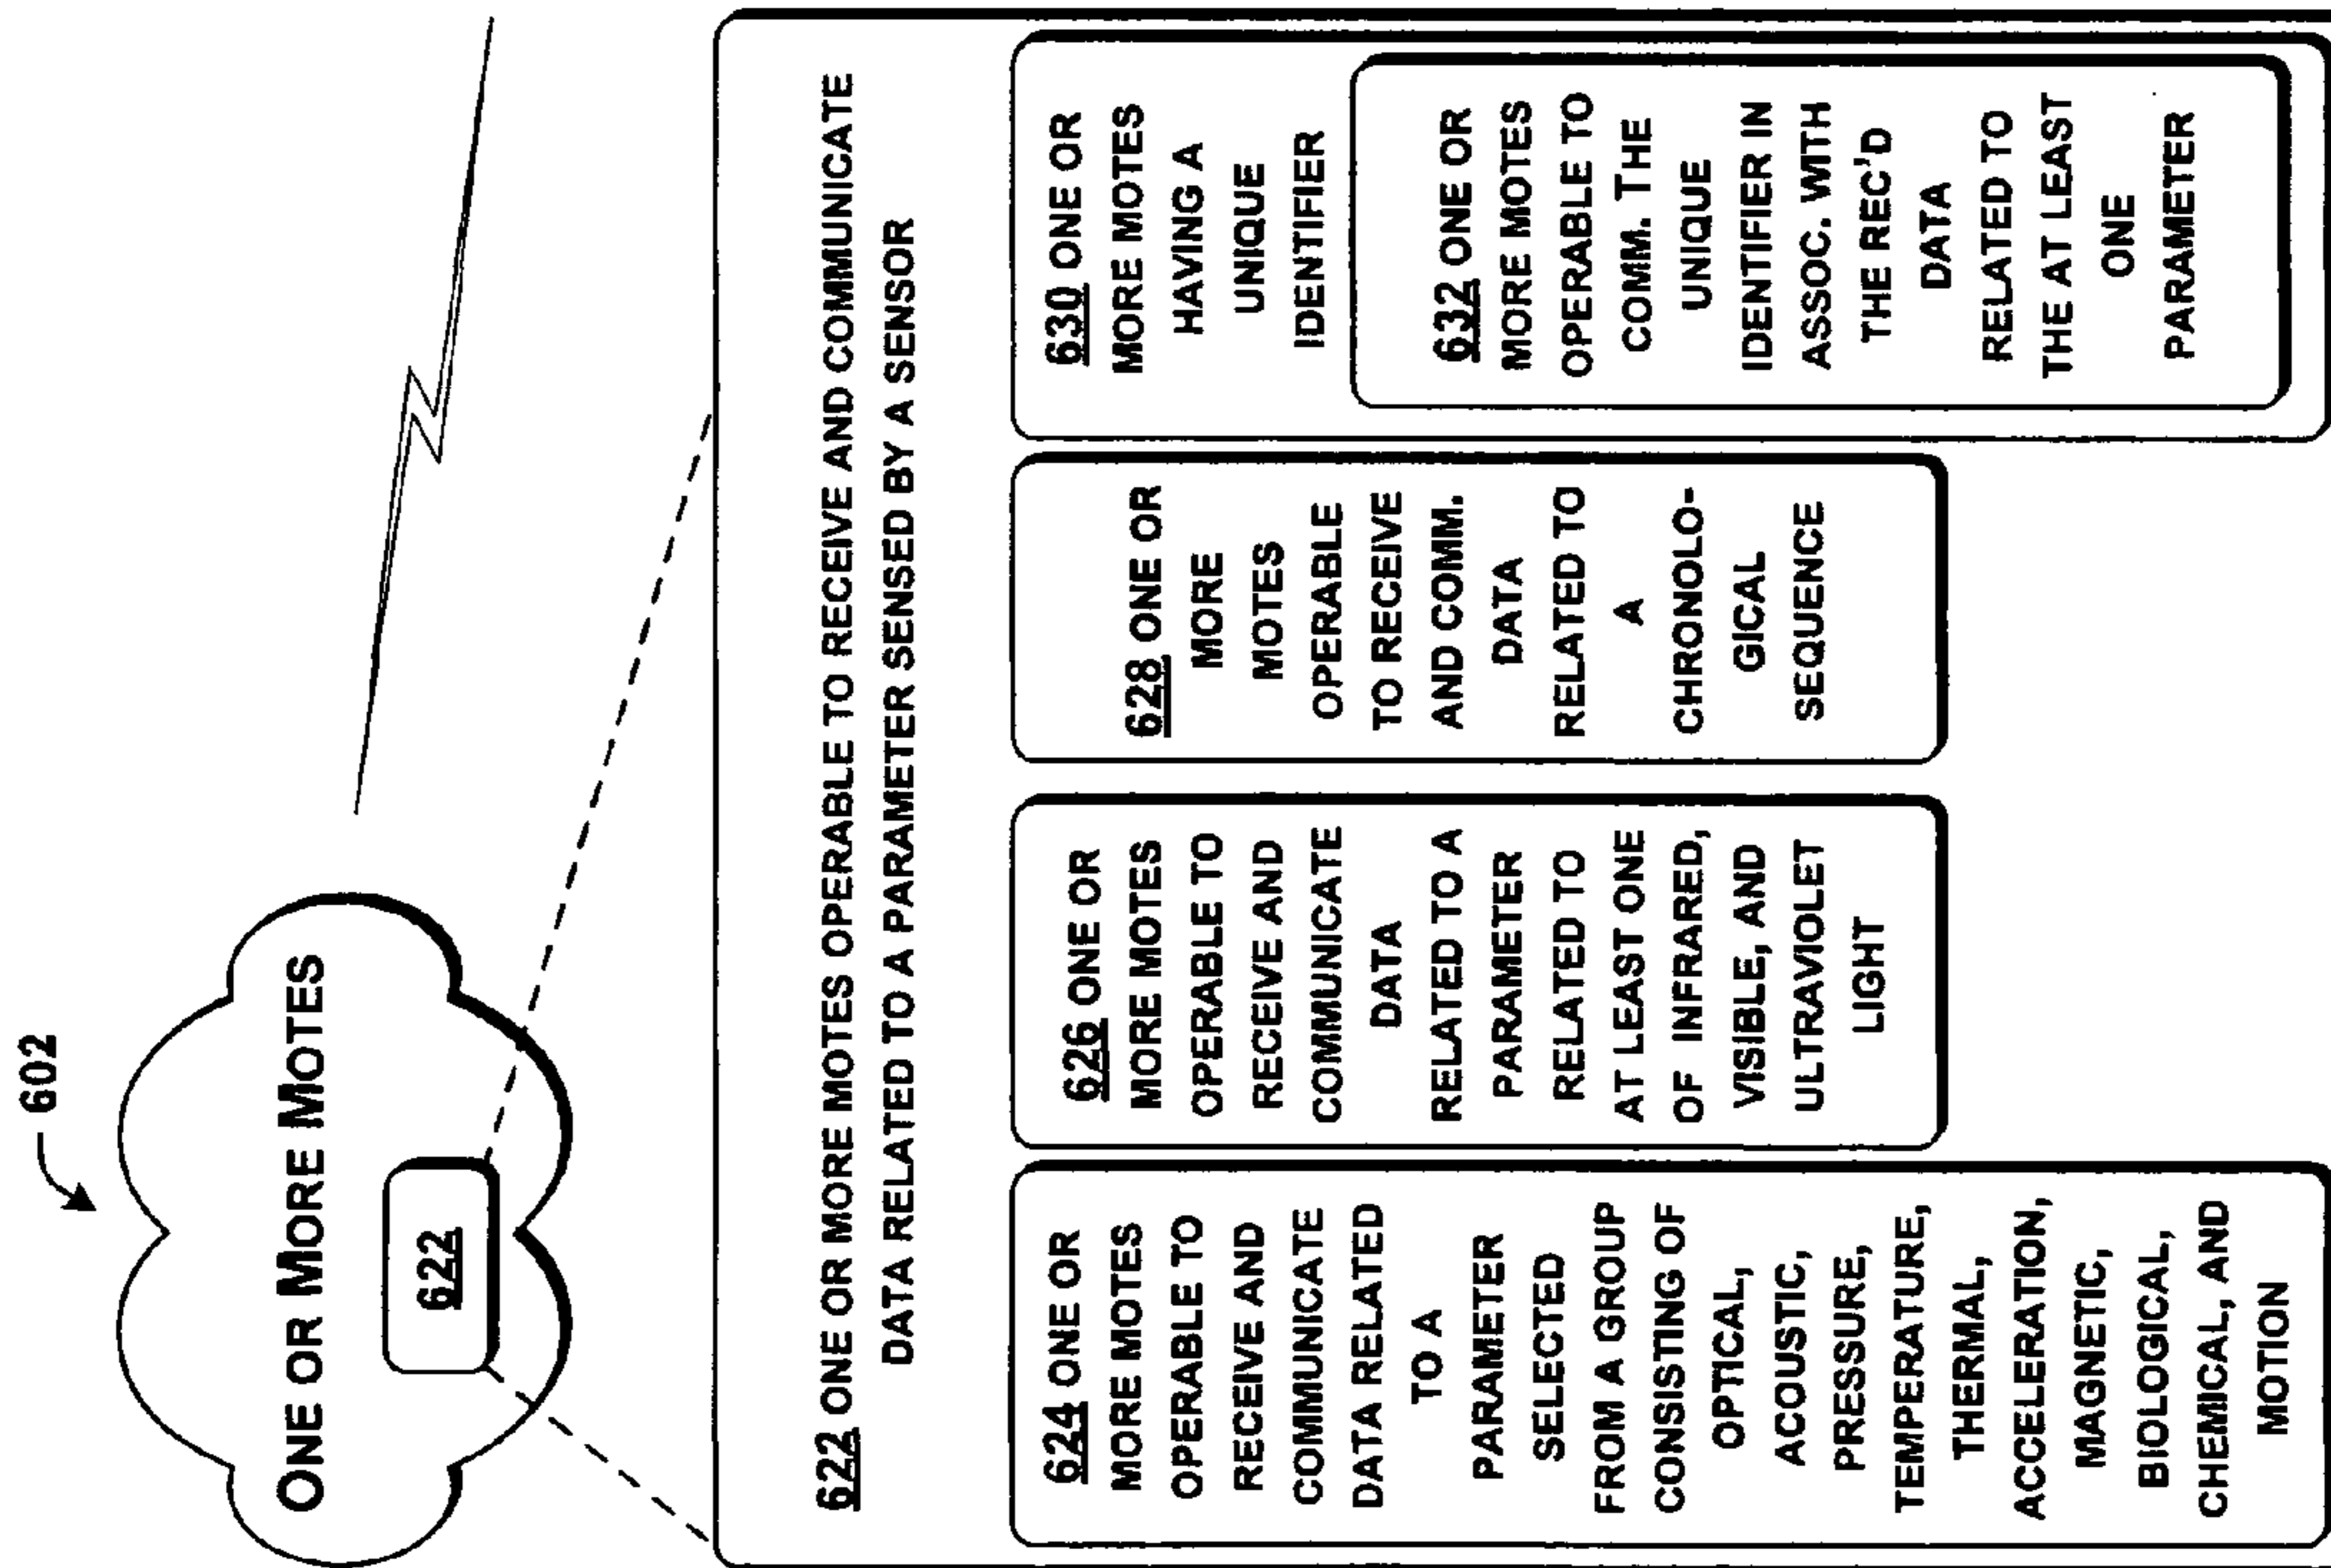 602
ONE OR MORE MOTES
622
622 ONE OR MORE MOTES OPERABLE TO RECEIVE AND COMMUNICATE
DATA RELATED TO A PARAMETER SENSED BY A SENSOR
624 ONE OR
MORE MOTES
OPERABLE TO
RECEIVE AND
COMMUNICATE
DATA RELATED
TO A
PARAMETER
SELECTED
FROM A GROUP
CONSISTING OF
OPTICAL,
ACOUSTIC,
PRESSURE,
TEMPERATURE,
THERMAL,
ACCELERATION,
MAGNETIC,
BIOLOGICAL,
CHEMICAL, AND
MOTION
626 ONE OR
MORE MOTES
OPERABLE TO
RECEIVE AND
COMMUNICATE
DATA
RELATED TO A
PARAMETER
RELATED TO
AT LEAST ONE
OF INFRARED,
VISIBLE, AND
ULTRAVIOLET
LIGHT
628 ONE OR
MORE
MOTES
OPERABLE
TO RECEIVE
AND COMM.
DATA
RELATED TO
A
CHRONOLO-
GICAL
SEQUENCE
630 ONE OR
MORE MOTES
HAVING A
UNIQUE
IDENTIFIER
632 ONE OR
MORE MOTES
OPERABLE TO
COMM. THE
UNIQUE
IDENTIFIER IN
ASSOC. WITH
THE REC'D
DATA
RELATED TO
THE AT LEAST
ONE
PARAMETER